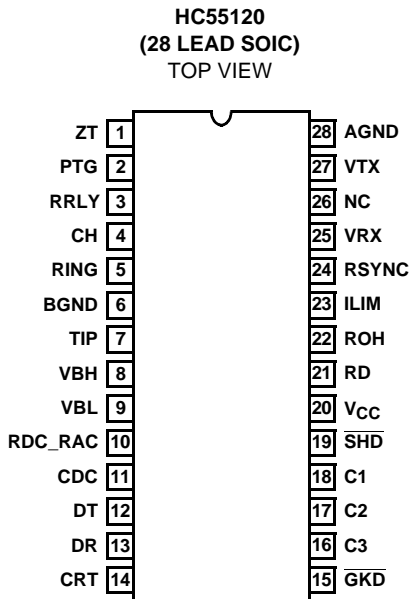 HC55120
(28 LEAD SOIC)
TOP VIEW
ZT 1 28 AGND
PTG 2 27 VTX
RRLY 3 26 NC
CH 4 25 VRX
RING 5 24 RSYNC
BGND 6 23 ILIM
TIP 7 22 ROH
VBH 8 21 RD
VBL 9 20 VCC
RDC_RAC 10 19 SHD
CDC 11 18 C1
DT 12 17 C2
DR 13 16 C3
CRT 14 15 GKD